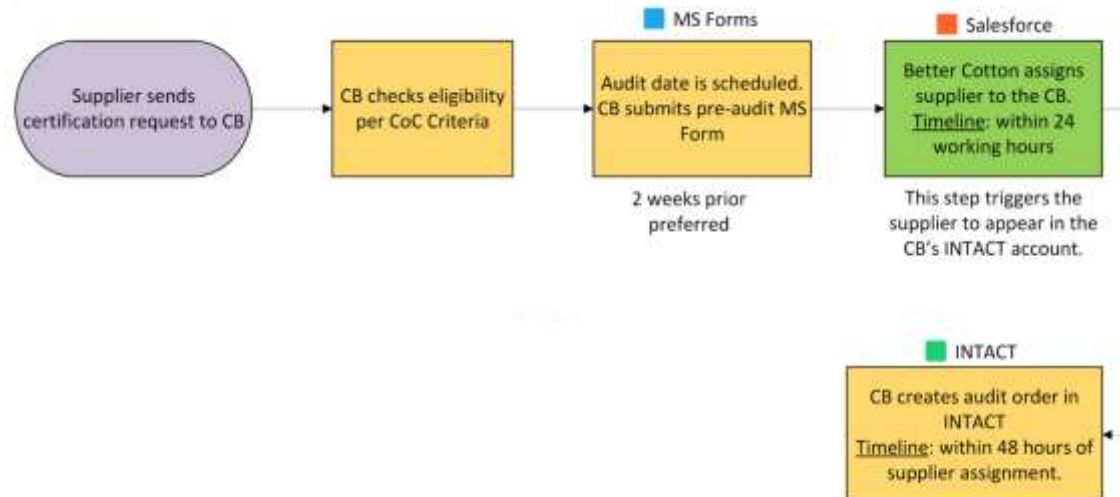 MS Forms
Salesforce
Supplier sends
certification request to CB
CB checks eligibility
per CoC Criteria
Audit date is scheduled.
CB submits pre-audit MS
Form
Better Cotton assigns
supplier to the CB.
Timeline: within 24
working hours
2 weeks prior
preferred
This step triggers the
supplier to appear in the
CB's INTACT account.
INTACT
CB creates audit order in
INTACT
Timeline: within 48 hours of
supplier assignment.